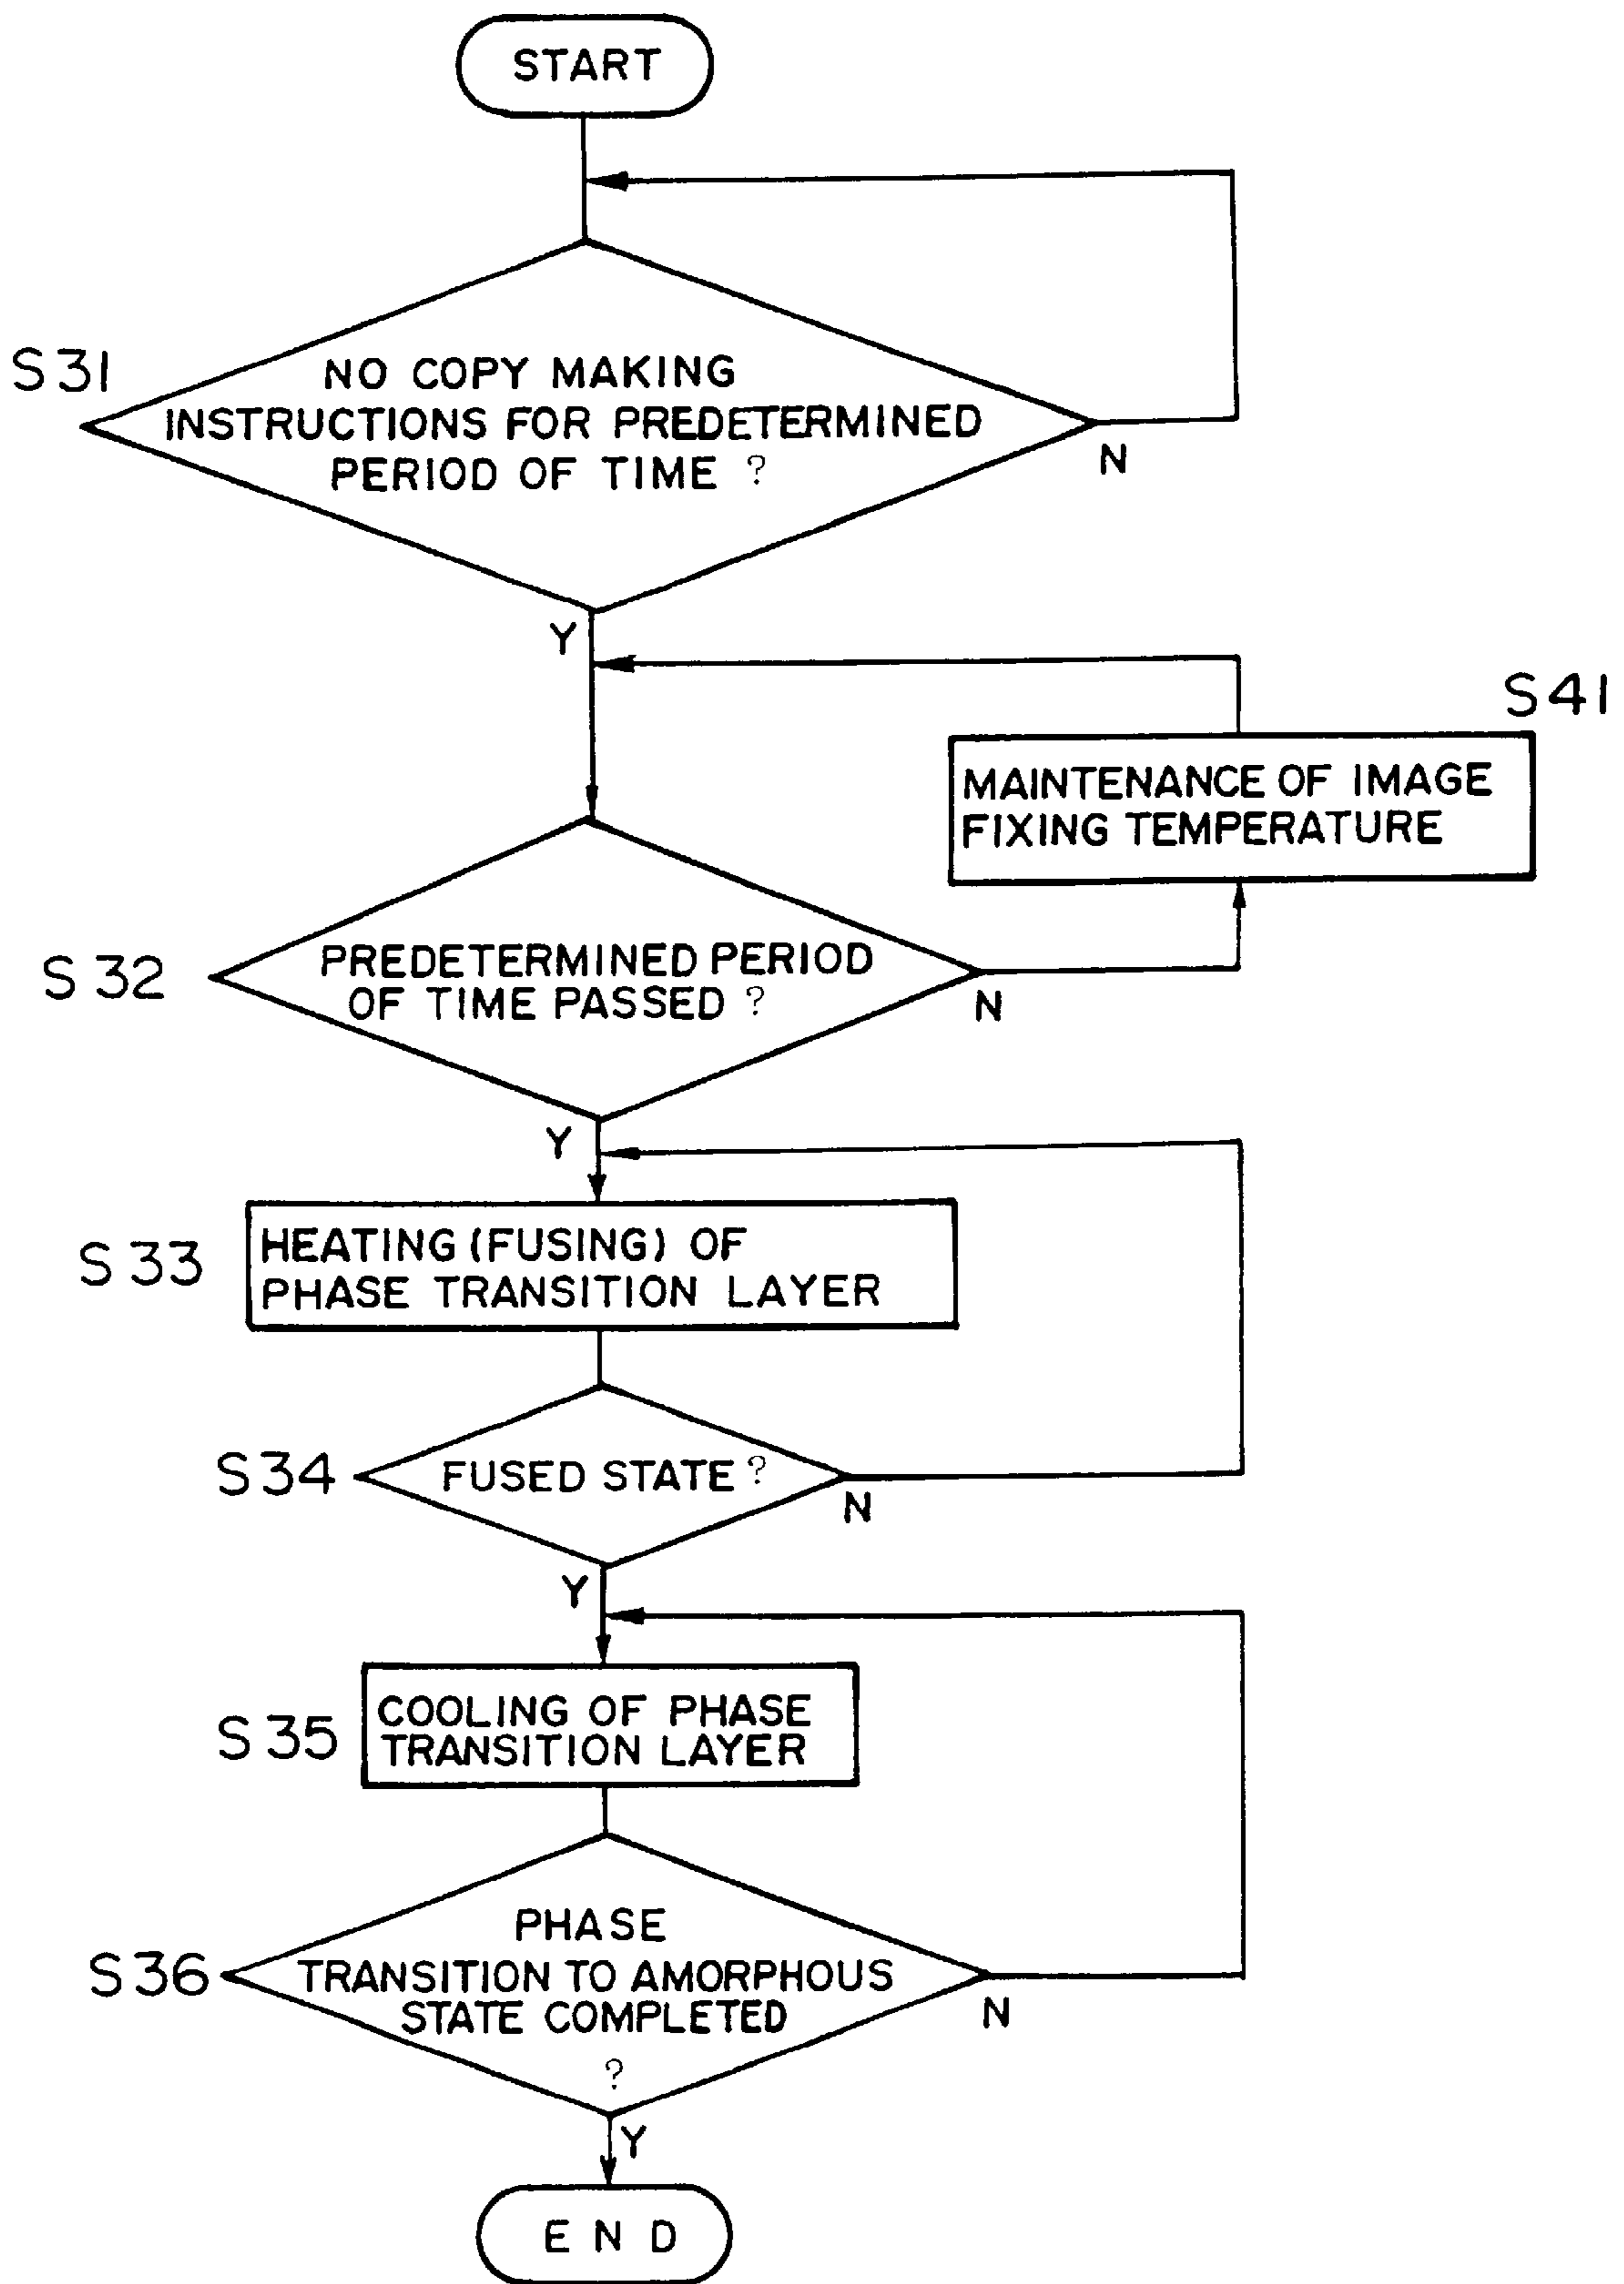 START
S31
NO COPY MAKING
INSTRUCTIONS FOR PREDETERMINED
PERIOD OF TIME ?
N
Y
S41
MAINTENANCE OF IMAGE
FIXING TEMPERATURE
S32
PREDETERMINED PERIOD
OF TIME PASSED ?
N
Y
S33
HEATING (FUSING) OF
PHASE TRANSITION LAYER
S34
FUSED STATE ?
N
Y
S35
COOLING OF PHASE
TRANSITION LAYER
S36
PHASE
TRANSITION TO AMORPHOUS
STATE COMPLETED
?
N
Y
END